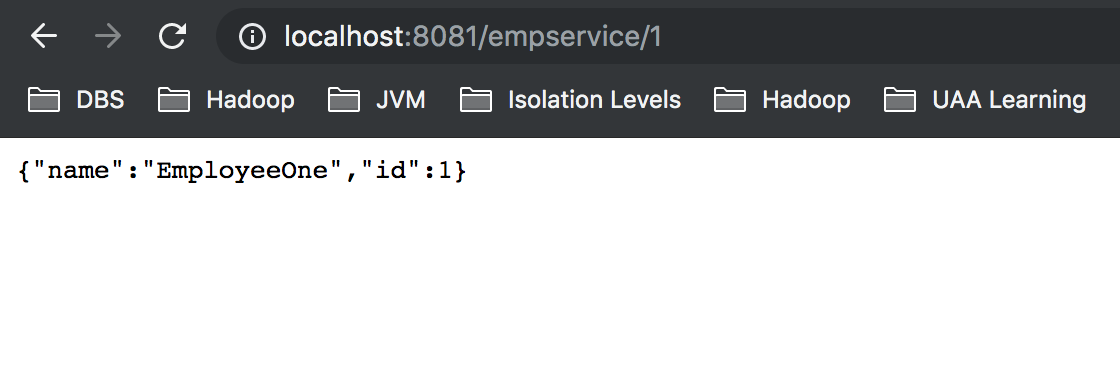 localhost:8081/empservice/1
DBS Hadoop JVM Isolation Levels Hadoop UAA Learning
{"name":"EmployeeOne","id":1}